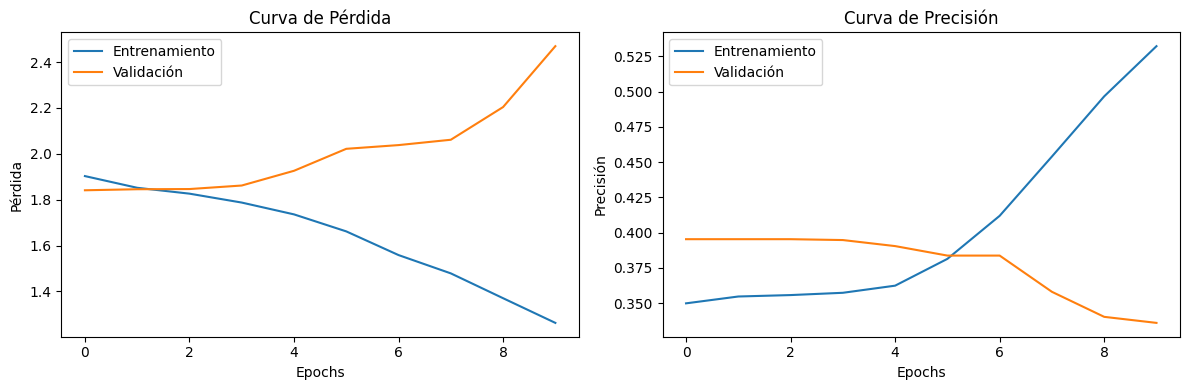 Curva de Pérdida
Entrenamiento
Validación
2.4
2.2
2.0
1.8
1.6
1.4
Pérdida
0
2
4
6
8
Epochs
Curva de Precisión
Entrenamiento
Validación
0.525
0.500
0.475
0.450
0.425
0.400
0.375
0.350
Precisión
0
2
4
6
8
Epochs